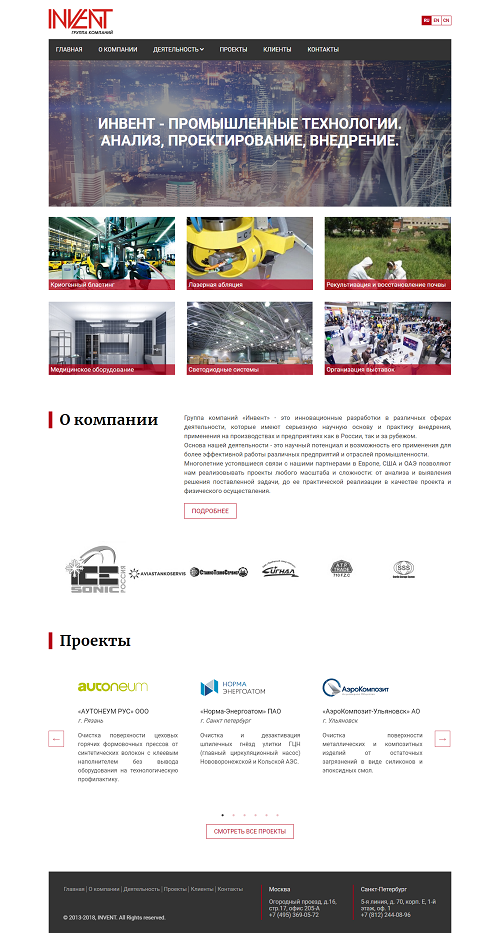 INVENT
ГРУППА КОМПАНИЙ
RU EN CN
ГЛАВНАЯ О КОМПАНИИ ДЕЯТЕЛЬНОСТЬ ПРОЕКТЫ КЛИЕНТЫ КОНТАКТЫ
ИНВЕНТ - ПРОМЫШЛЕННЫЕ ТЕХНОЛОГИИ.
АНАЛИЗ, ПРОЕКТИРОВАНИЕ, ВНЕДРЕНИЕ.
Криогенный бластинг
Лазерная абляция
Рекультивация и восстановление почвы
Медицинское оборудование
Светодиодные системы
Организация выставок
О компании
Группа компаний «Инвент» - это инновационные разработки в различных сферах
деятельности, которые имеют серьезную научную основу и практику внедрения,
применения на производствах и предприятиях как в России, так и за рубежом.
Основа нашей деятельности - это научный потенциал и возможность его применения для
более эффективной работы различных предприятий и отраслей промышленности.
Многолетние устоявшиеся связи с нашими партнерами в Европе, США и ОАЭ позволяют
нам реализовывать проекты любого масштаба и сложности: от анализа и выявления
решения поставленной задачи, до ее практической реализации в качестве проекта и
физического осуществления.
ПОДРОБНЕЕ
ICE
SONIC
РОССИЯ
AVIASTANKOSERVIS
СтанкоТехноСервис
СИГНАЛ
A.T.P.
TRADE
710 F.Z.C
SSS
Проекты
autoneum
«АУТОНЕУМ РУС» ООО
г. Рязань
Очистка поверхности цеховых
горячих формовочных прессов от
синтетических волокон с клеевым
наполнителем без вывода
оборудования на технологическую
профилактику.
НОРМА
ЭНЕРГОАТОМ
«Норма-Энергоатом» ПАО
г. Санкт петербург
Очистка и дезактивация
шпилечных гнёзд улитки ГЦН
(главный циркуляционный насос)
Нововоронежской и Кольской АЭС.
АэроКомпозит
«АэроКомпозит-Ульяновск» АО
г. Ульяновск
Очистка поверхности
металлических и композитных
изделий от остаточных
загрязнений в виде силиконов и
эпоксидных смол.
СМОТРЕТЬ ВСЕ ПРОЕКТЫ
Главная | О компании | Деятельность | Проекты | Клиенты | Контакты
© 2013-2018, INVENT. All Rights reserved.
Москва
Огородный проезд, д.16,
стр.17, офис 205-А
+7 (495) 369-05-72
Санкт-Петербург
5-я линия, д. 70, корп. Е, 1-й
этаж, оф. 1
+7 (812) 244-08-96